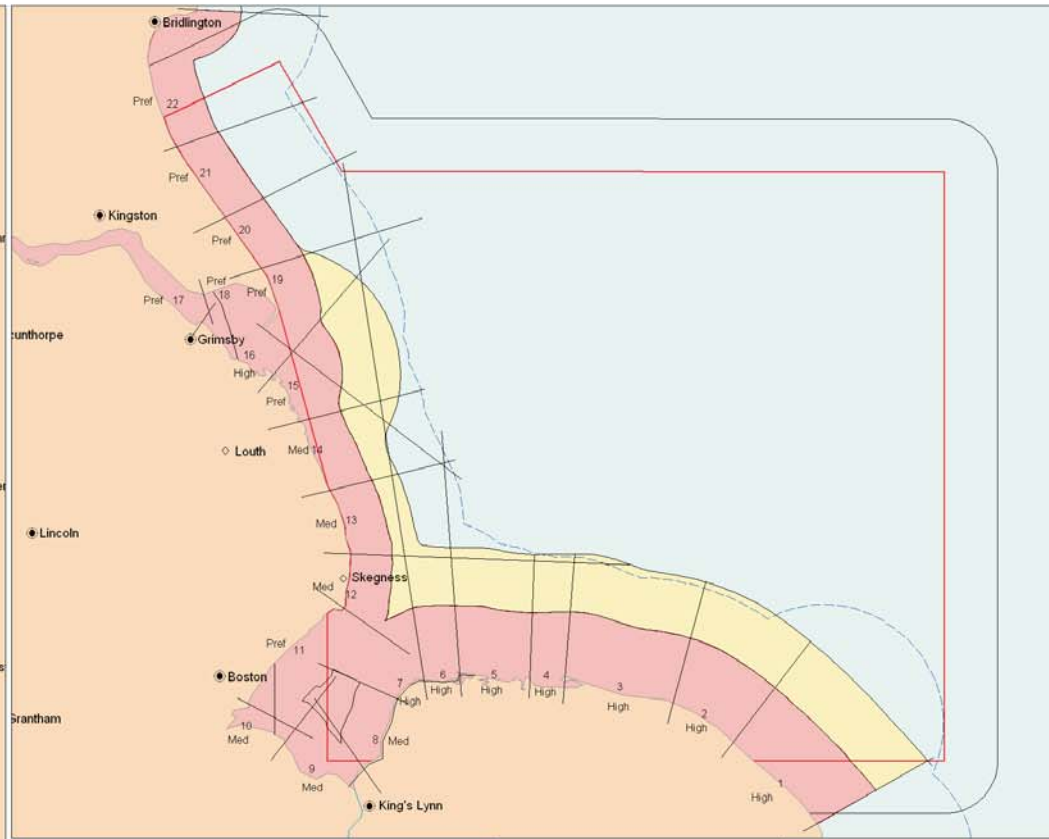 Bridlington
Pref 22
Pref 21
Kingston
Pref 20
Pref 19
Pref 18
Pref 17
Grimsby
High 16
Pref 15
Louth
Med 14
Med 13
Lincoln
Skegness
Med 12
Pref 11
Boston
10 Med
9 Med
8 Med
7 High
6 High
5 High
4 High
3 High
2 High
1 High
King's Lynn